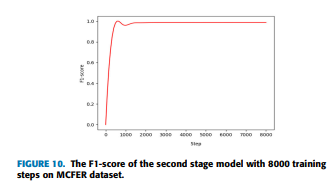 1.0
0.8
0.6
0.4
0.2
0.0
F1-score
0 1000 2000 3000 4000 5000 6000 7000 8000
Step
FIGURE 10. The F1-score of the second stage model with 8000 training
steps on MCFER dataset.